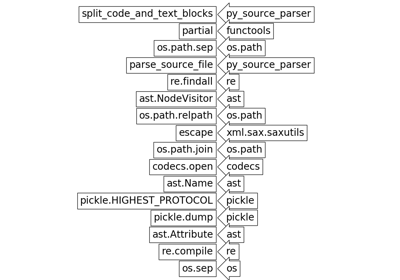 split_code_and_text_blocks py_source_parser
partial functools
os.path.sep os.path
parse_source_file py_source_parser
re.findall re
ast.NodeVisitor ast
os.path.relpath os.path
escape xml.sax.saxutils
os.path.join os.path
codecs.open codecs
ast.Name ast
pickle.HIGHEST_PROTOCOL pickle
pickle.dump pickle
ast.Attribute ast
re.compile re
os.sep os